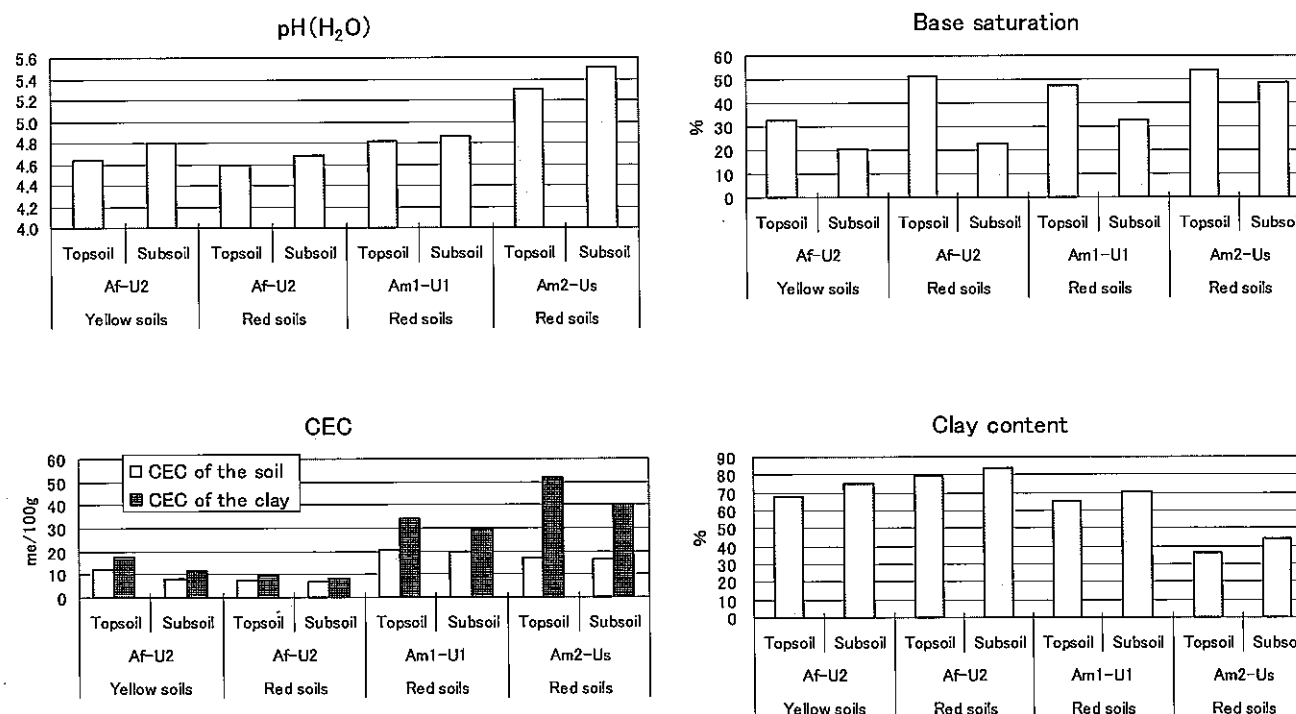 pH(H₂O)
5.6
5.4
5.2
5.0
4.8
4.6
4.4
4.2
4.0
Topsoil Subsoil Topsoil Subsoil Topsoil Subsoil Topsoil Subsoil
Af-U2 Af-U2 Am1-U1 Am2-Us
Yellow soils Red soils Red soils Red soils
Base saturation
%
60
50
40
30
20
10
0
Topsoil Subsoil Topsoil Subsoil Topsoil Subsoil Topsoil Subsoil
Af-U2 Af-U2 Am1-U1 Am2-Us
Yellow soils Red soils Red soils Red soils
CEC
me/100g
60
50
40
30
20
10
0
CEC of the soil
CEC of the clay
Topsoil Subsoil Topsoil Subsoil Topsoil Subsoil Topsoil Subsoil
Af-U2 Af-U2 Am1-U1 Am2-Us
Yellow soils Red soils Red soils Red soils
Clay content
%
90
80
70
60
50
40
30
20
10
0
Topsoil Subsoil Topsoil Subsoil Topsoil Subsoil Topsoil Subso
Af-U2 Af-U2 Am1-U1 Am2-Us
Yellow soils Red soils Red soils Red soils